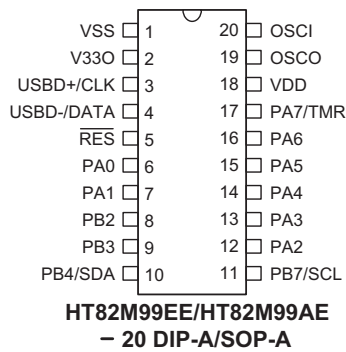 VSS 1 20 OSCI
V33O 2 19 OSCO
USBD+/CLK 3 18 VDD
USBD-/DATA 4 17 PA7/TMR
RES 5 16 PA6
PA0 6 15 PA5
PA1 7 14 PA4
PB2 8 13 PA3
PB3 9 12 PA2
PB4/SDA 10 11 PB7/SCL
HT82M99EE/HT82M99AE
– 20 DIP-A/SOP-A